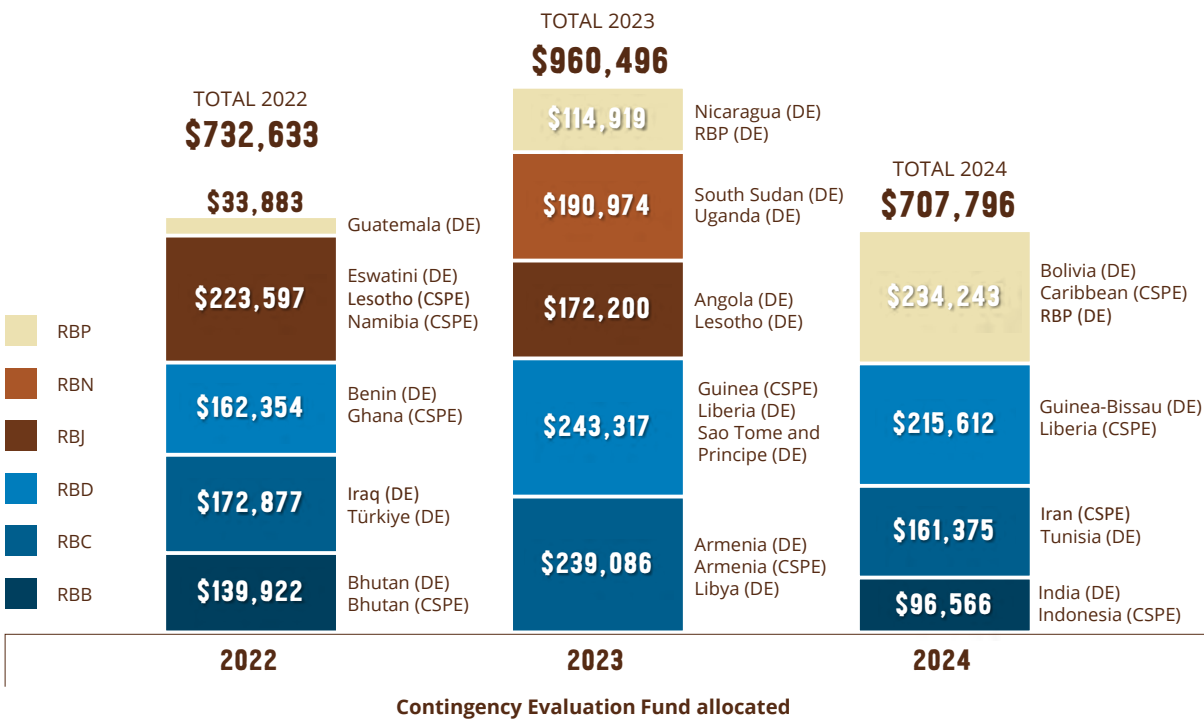 TOTAL 2022
$732,633
$33,883
Guatemala (DE)
$223,597
Eswatini (DE)
Lesotho (CSPE)
Namibia (CSPE)
$162,354
Benin (DE)
Ghana (CSPE)
$172,877
Iraq (DE)
Türkiye (DE)
$139,922
Bhutan (DE)
Bhutan (CSPE)
TOTAL 2023
$960,496
$114,919
Nicaragua (DE)
RBP (DE)
$190,974
South Sudan (DE)
Uganda (DE)
$172,200
Angola (DE)
Lesotho (DE)
$243,317
Guinea (CSPE)
Liberia (DE)
Sao Tome and
Principe (DE)
$239,086
Armenia (DE)
Armenia (CSPE)
Libya (DE)
TOTAL 2024
$707,796
$234,243
Bolivia (DE)
Caribbean (CSPE)
RBP (DE)
$215,612
Guinea-Bissau (DE)
Liberia (CSPE)
$161,375
Iran (CSPE)
Tunisia (DE)
$96,566
India (DE)
Indonesia (CSPE)
RBP
RBN
RBJ
RBD
RBC
RBB
2022
2023
2024
Contingency Evaluation Fund allocated